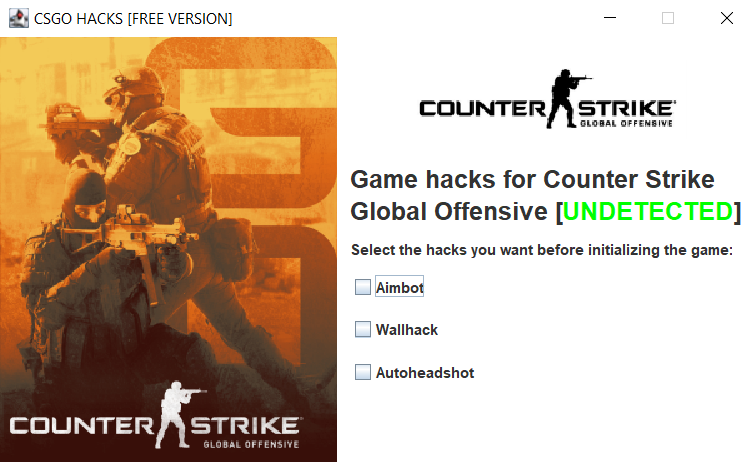 CSGO HACKS [FREE VERSION]
COUNTER STRIKE
GLOBAL OFFENSIVE
Game hacks for Counter Strike
Global Offensive [UNDETECTED]
Select the hacks you want before initializing the game:
Aimbot
Wallhack
Autoheadshot
COUNTER STRIKE
GLOBAL OFFENSIVE